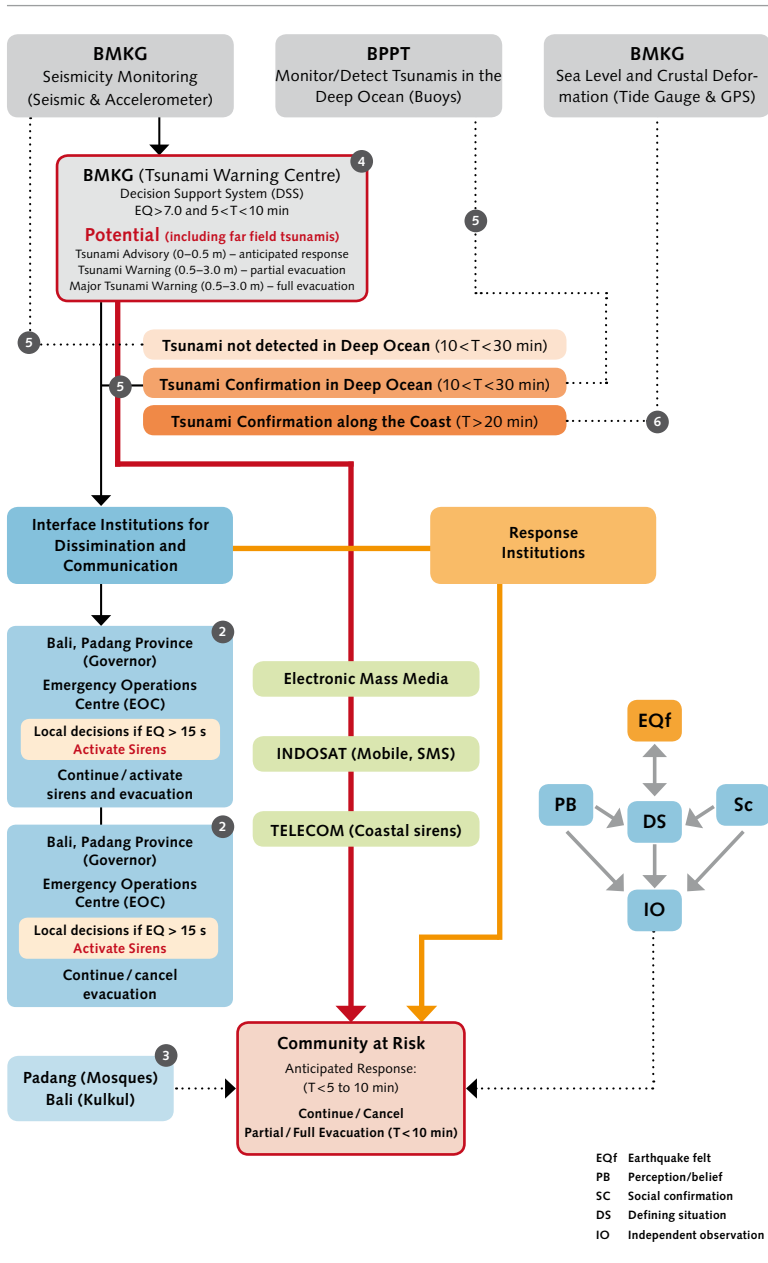 BMKG
Seismicity Monitoring
(Seismic & Accelerometer)
BPPT
Monitor/Detect Tsunamis in the
Deep Ocean (Buoys)
BMKG
Sea Level and Crustal Defor-
mation (Tide Gauge & GPS)
4
BMKG (Tsunami Warning Centre)
Decision Support System (DSS)
EQ>7.0 and 5<T<10 min
Potential (including far field tsunamis)
Tsunami Advisory (0–0.5 m) – anticipated response
Tsunami Warning (0.5–3.0 m) – partial evacuation
Major Tsunami Warning (0.5–3.0 m) – full evacuation
5
5
Tsunami not detected in Deep Ocean (10<T<30 min)
5
Tsunami Confirmation in Deep Ocean (10<T<30 min)
Tsunami Confirmation along the Coast (T>20 min)
6
Interface Institutions for
Dissimination and
Communication
Response
Institutions
2
Bali, Padang Province
(Governor)
Emergency Operations
Centre (EOC)
Local decisions if EQ > 15 s
Activate Sirens
Continue/activate
sirens and evacuation
2
Bali, Padang Province
(Governor)
Emergency Operations
Centre (EOC)
Local decisions if EQ > 15 s
Activate Sirens
Continue/cancel
evacuation
Electronic Mass Media
INDOSAT (Mobile, SMS)
TELECOM (Coastal sirens)
EQf
PB
DS
Sc
IO
3
Padang (Mosques)
Bali (Kulkul)
Community at Risk
Anticipated Response:
(T<5 to 10 min)
Continue/Cancel
Partial/Full Evacuation (T<10 min)
EQf Earthquake felt
PB Perception/belief
SC Social confirmation
DS Defining situation
IO Independent observation